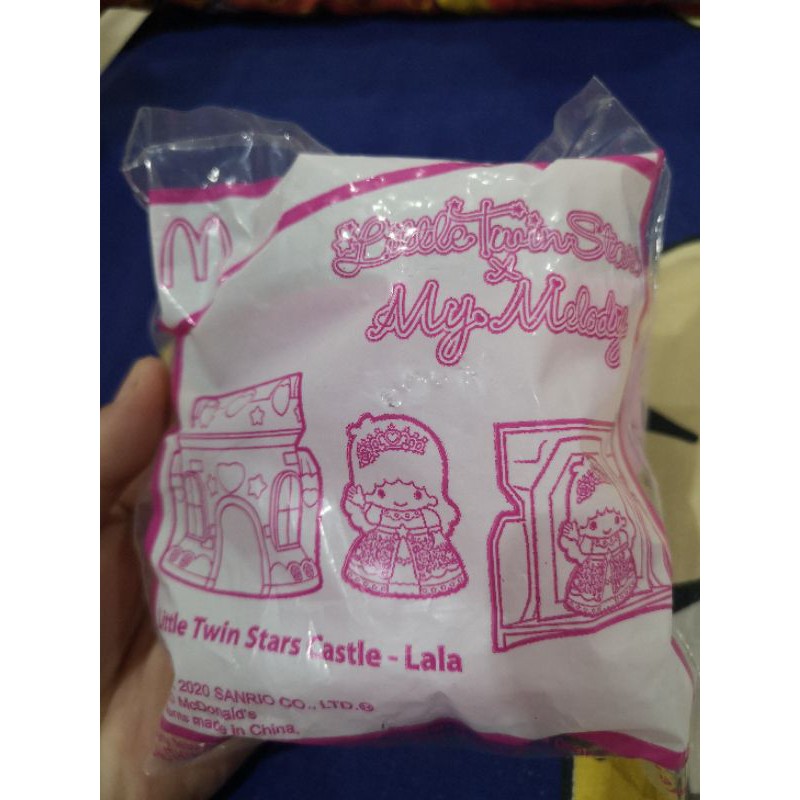 M
Little Twin Stars
x
My Melody
Little Twin Stars Castle - Lala
2020 SANRIO CO., LTD.®
McDonald's
made in China.